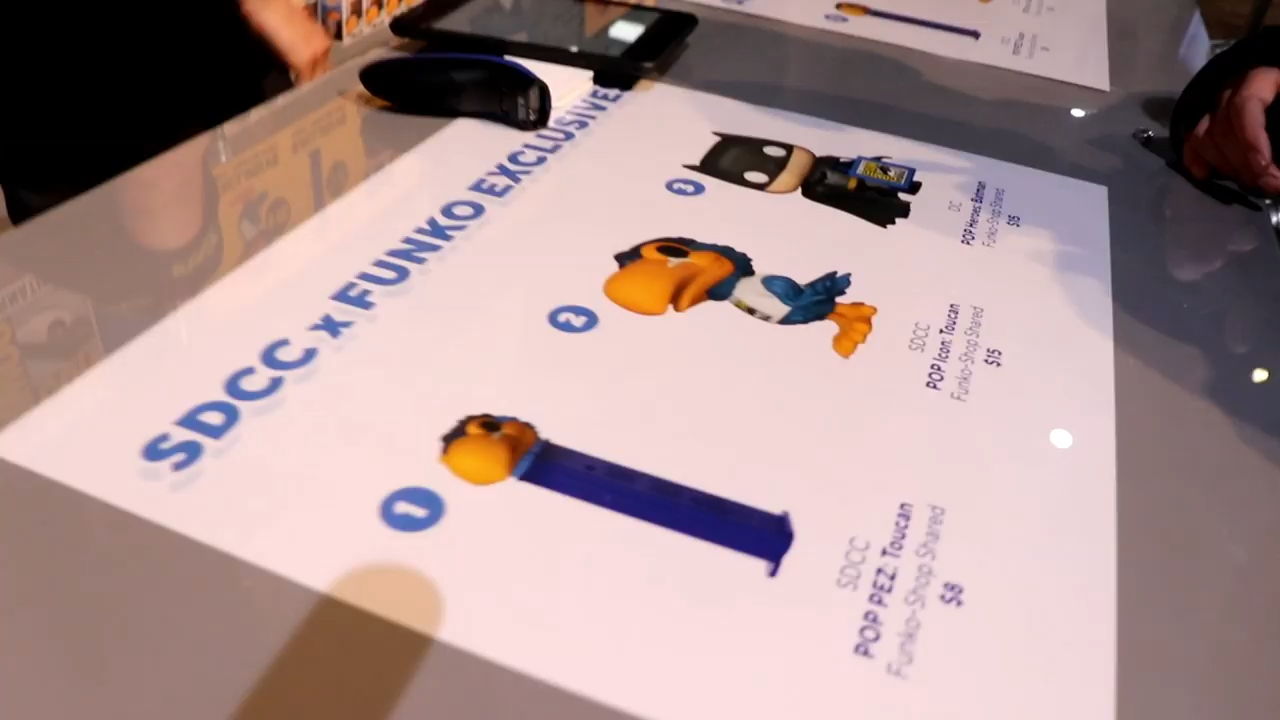 SDCC x FUNKO EXCLUSIVES
1
SDCC
POP PEZ: Toucan
Funko-Shop Shared
$8
2
SDCC
POP Icon: Toucan
Funko-Shop Shared
$15
3
DC
POP Heroes: Batman
Funko-Shop Shared
$15